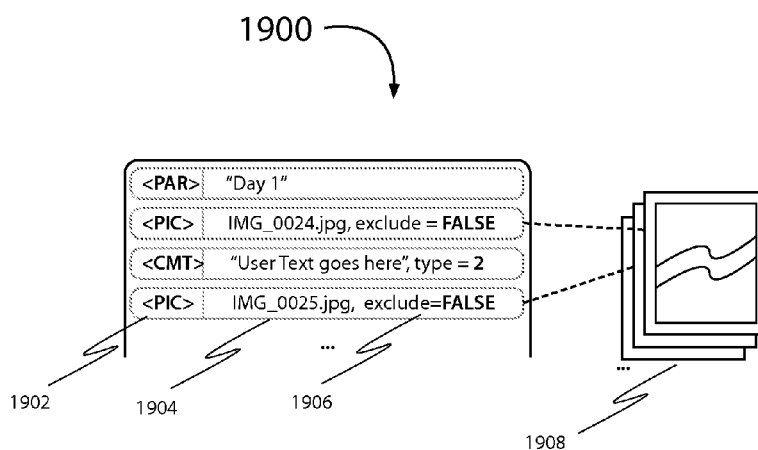 1900
<PAR> "Day 1"
<PIC> IMG_0024.jpg, exclude = FALSE
<CMT> "User Text goes here", type = 2
<PIC> IMG_0025.jpg, exclude=FALSE
...
...
1902
1904
1906
1908